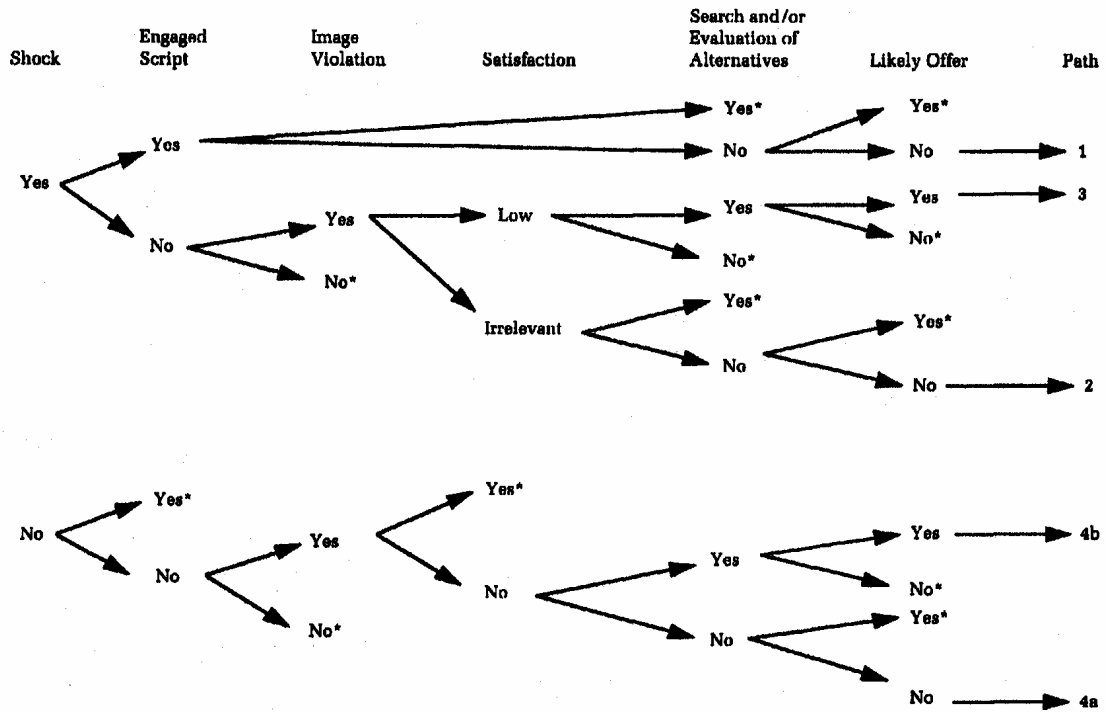 Shock
Engaged
Script
Image
Violation
Satisfaction
Search and/or
Evaluation of
Alternatives
Likely Offer
Path
Yes*
Yes*
Yes
No
No
1
Yes
Yes
Low
Yes
Yes
3
No
No*
No*
No*
Yes*
Irrelevant
Yes*
No
No
2
Yes*
Yes*
No
Yes
Yes
4b
No
Yes
No
No*
No*
Yes*
No
No
4a